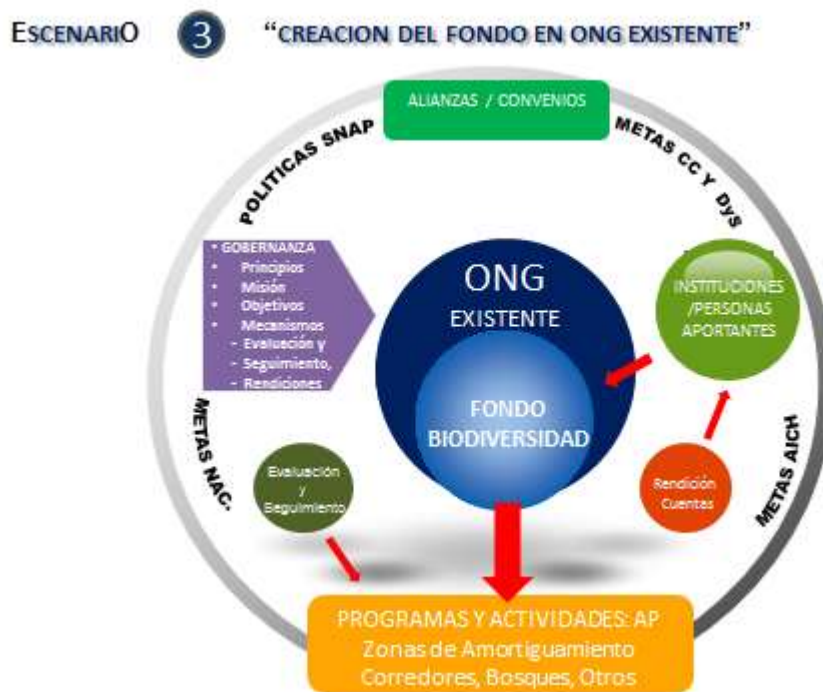 ESCENARIO 3 “CREACION DEL FONDO EN ONG EXISTENTE”
ALIANZAS / CONVENIOS
POLITICAS SNAP
METAS CC Y DyS
• GOBERNANZA
• Principios
• Misión
• Objetivos
• Mecanismos
- Evaluación y
- Seguimiento,
- Rendiciones
ONG
EXISTENTE
FONDO
BIODIVERSIDAD
INSTITUCIONES
/PERSONAS
APORTANTES
METAS NAC.
Evaluación
y
Seguimiento
Rendición
Cuentas
METAS AICH
PROGRAMAS Y ACTIVIDADES: AP
Zonas de Amortiguamiento
Corredores, Bosques, Otros